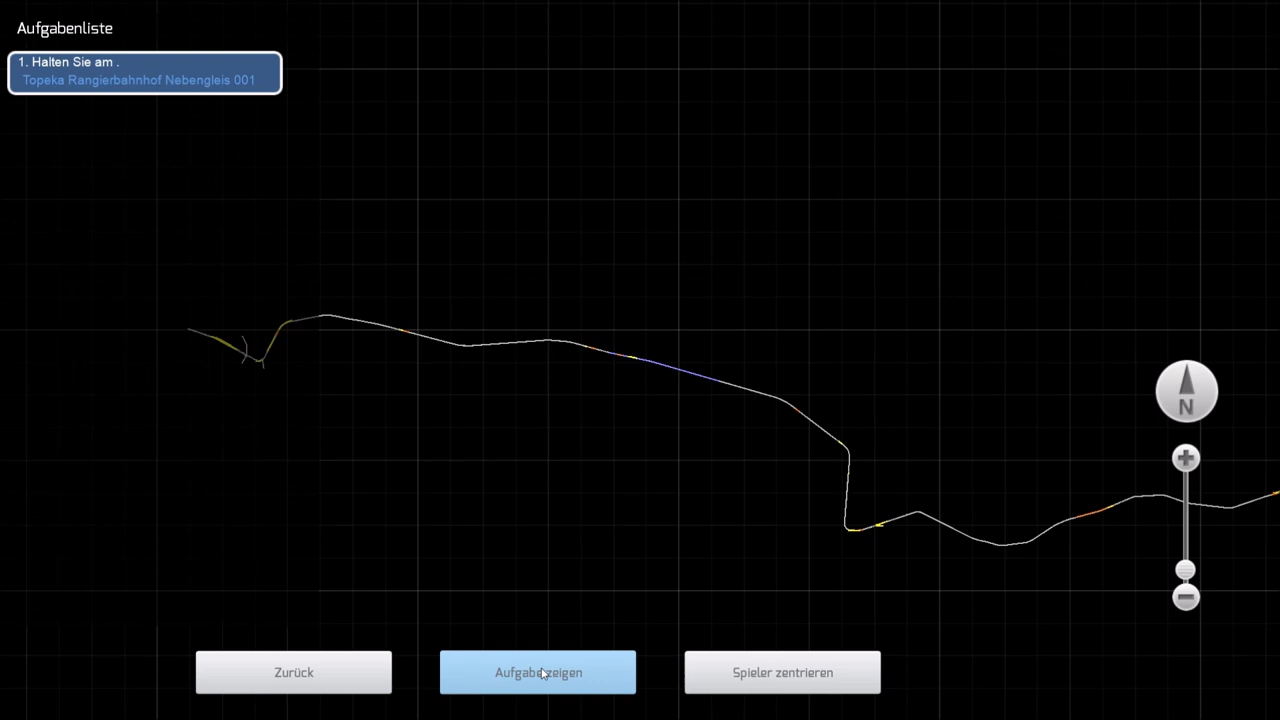 Aufgabenliste
1. Halten Sie am .
Topeka Rangierbahnhof Nebengleis 001
N
Zurück
Aufgabe zeigen
Spieler zentrieren